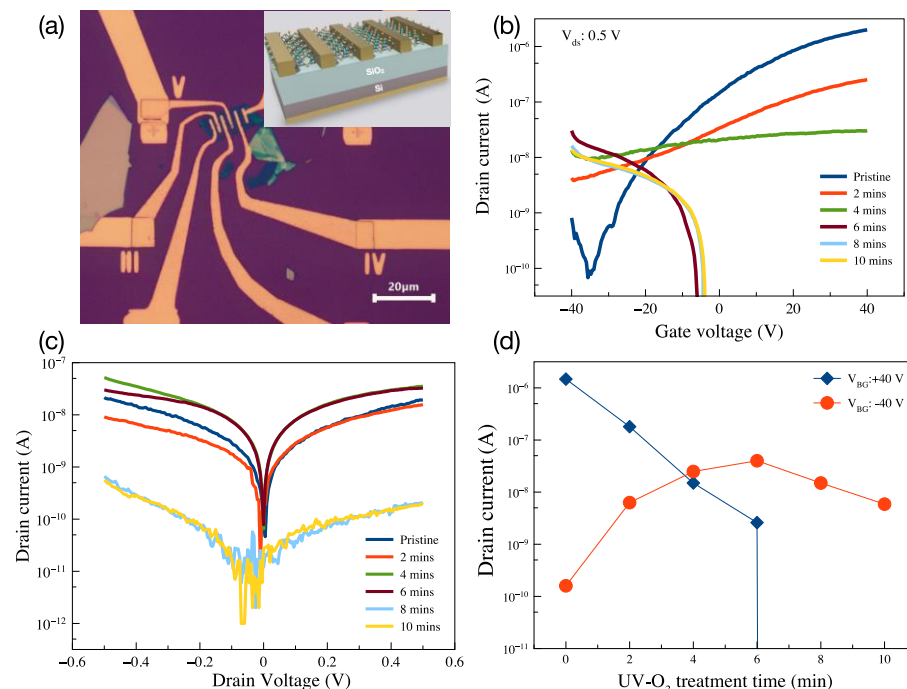 (a)
V
III
IV
20μm
SiO₂
Si
(b)
V_ds: 0.5 V
Drain current (A)
10⁻⁶
10⁻⁷
10⁻⁸
10⁻⁹
10⁻¹⁰
Pristine
2 mins
4 mins
6 mins
8 mins
10 mins
−40 −20 0 20 40
Gate voltage (V)
(c)
Drain current (A)
10⁻⁷
10⁻⁸
10⁻⁹
10⁻¹⁰
10⁻¹¹
10⁻¹²
Pristine
2 mins
4 mins
6 mins
8 mins
10 mins
−0.6 −0.4 −0.2 0 0.2 0.4 0.6
Drain Voltage (V)
(d)
V_BG:+40 V
V_BG: -40 V
Drain current (A)
10⁻⁶
10⁻⁷
10⁻⁸
10⁻⁹
10⁻¹⁰
10⁻¹¹
0 2 4 6 8 10
UV-O₃ treatment time (min)